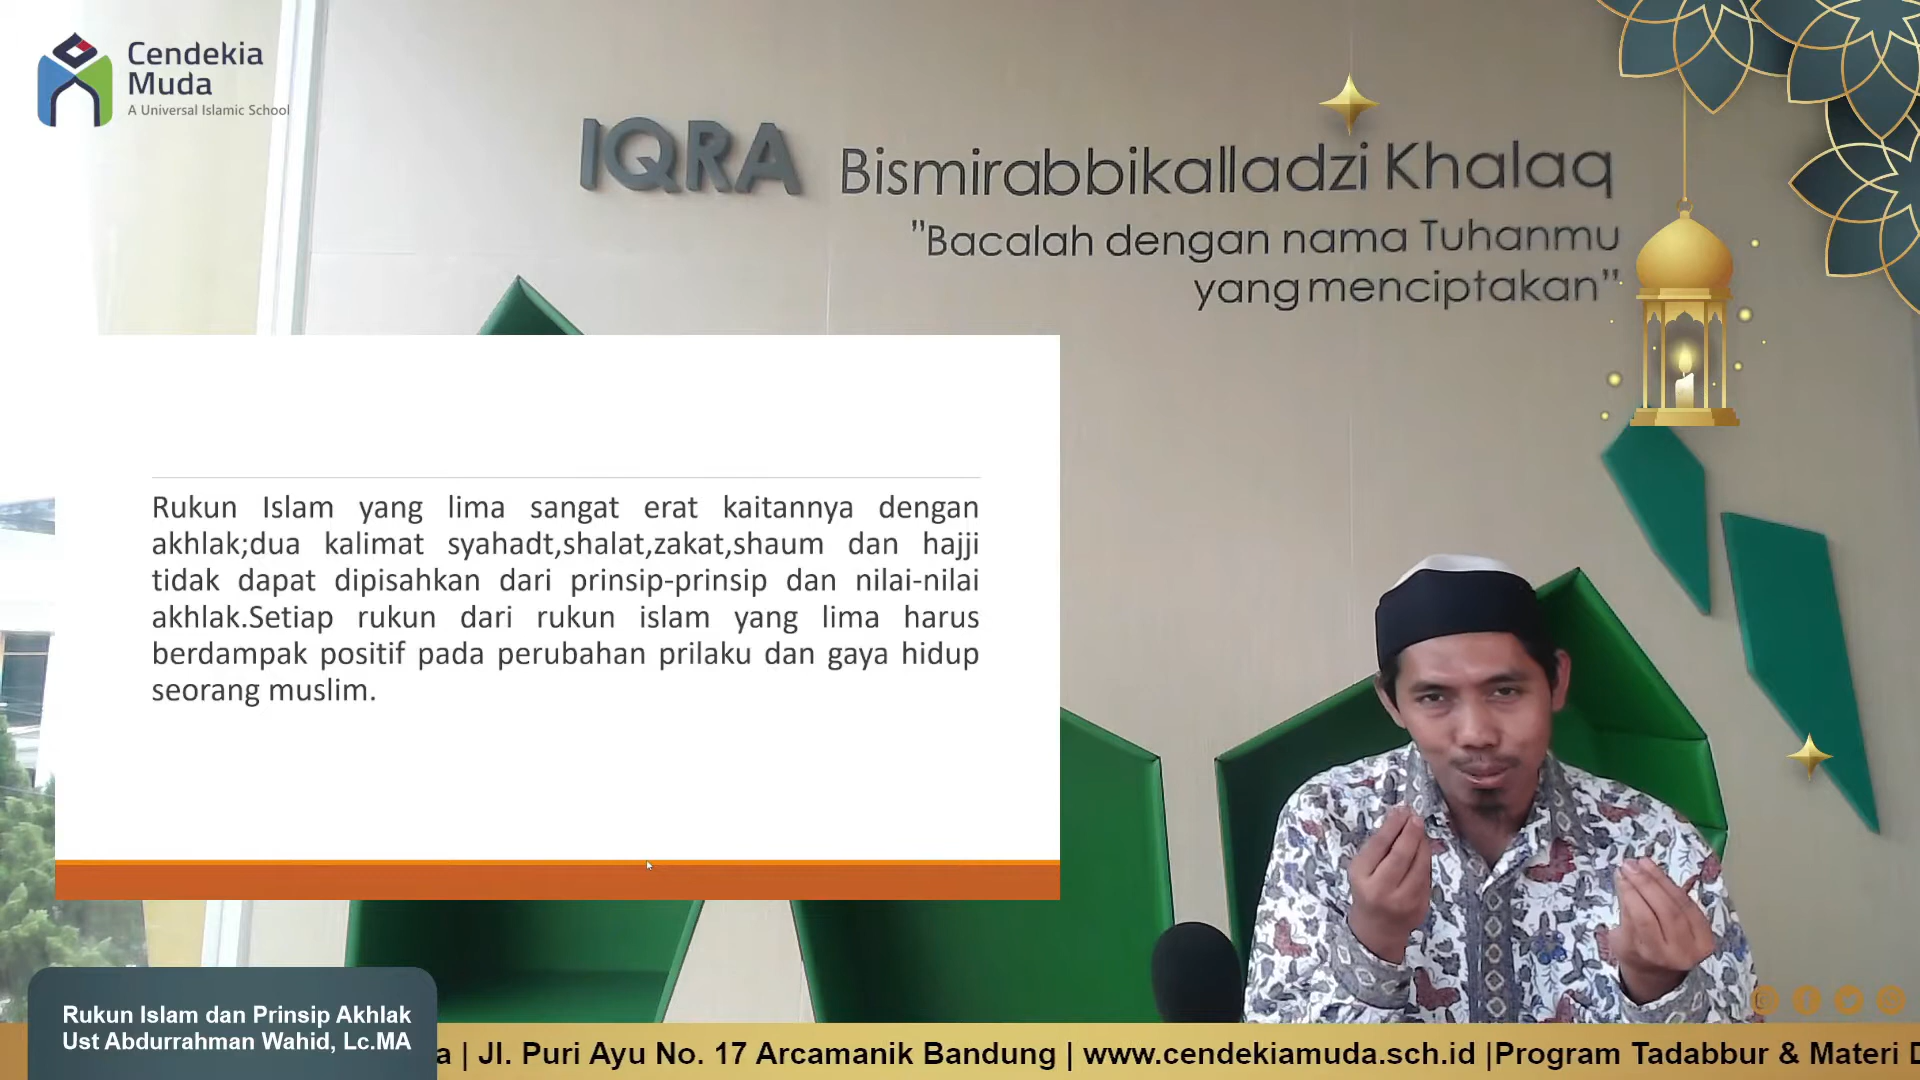 Cendekia
Muda
A Universal Islamic School
IQRA Bismirabbikalladzi Khalaq
"Bacalah dengan nama Tuhanmu
yang menciptakan"
Rukun Islam yang lima sangat erat kaitannya dengan
akhlak;dua kalimat syahadt,shalat,zakat,shaum dan hajji
tidak dapat dipisahkan dari prinsip-prinsip dan nilai-nilai
akhlak.Setiap rukun dari rukun islam yang lima harus
berdampak positif pada perubahan prilaku dan gaya hidup
seorang muslim.
Rukun Islam dan Prinsip Akhlak
Ust Abdurrahman Wahid, Lc.MA
a | Jl. Puri Ayu No. 17 Arcamanik Bandung | www.cendekiamuda.sch.id |Program Tadabbur & Materi D